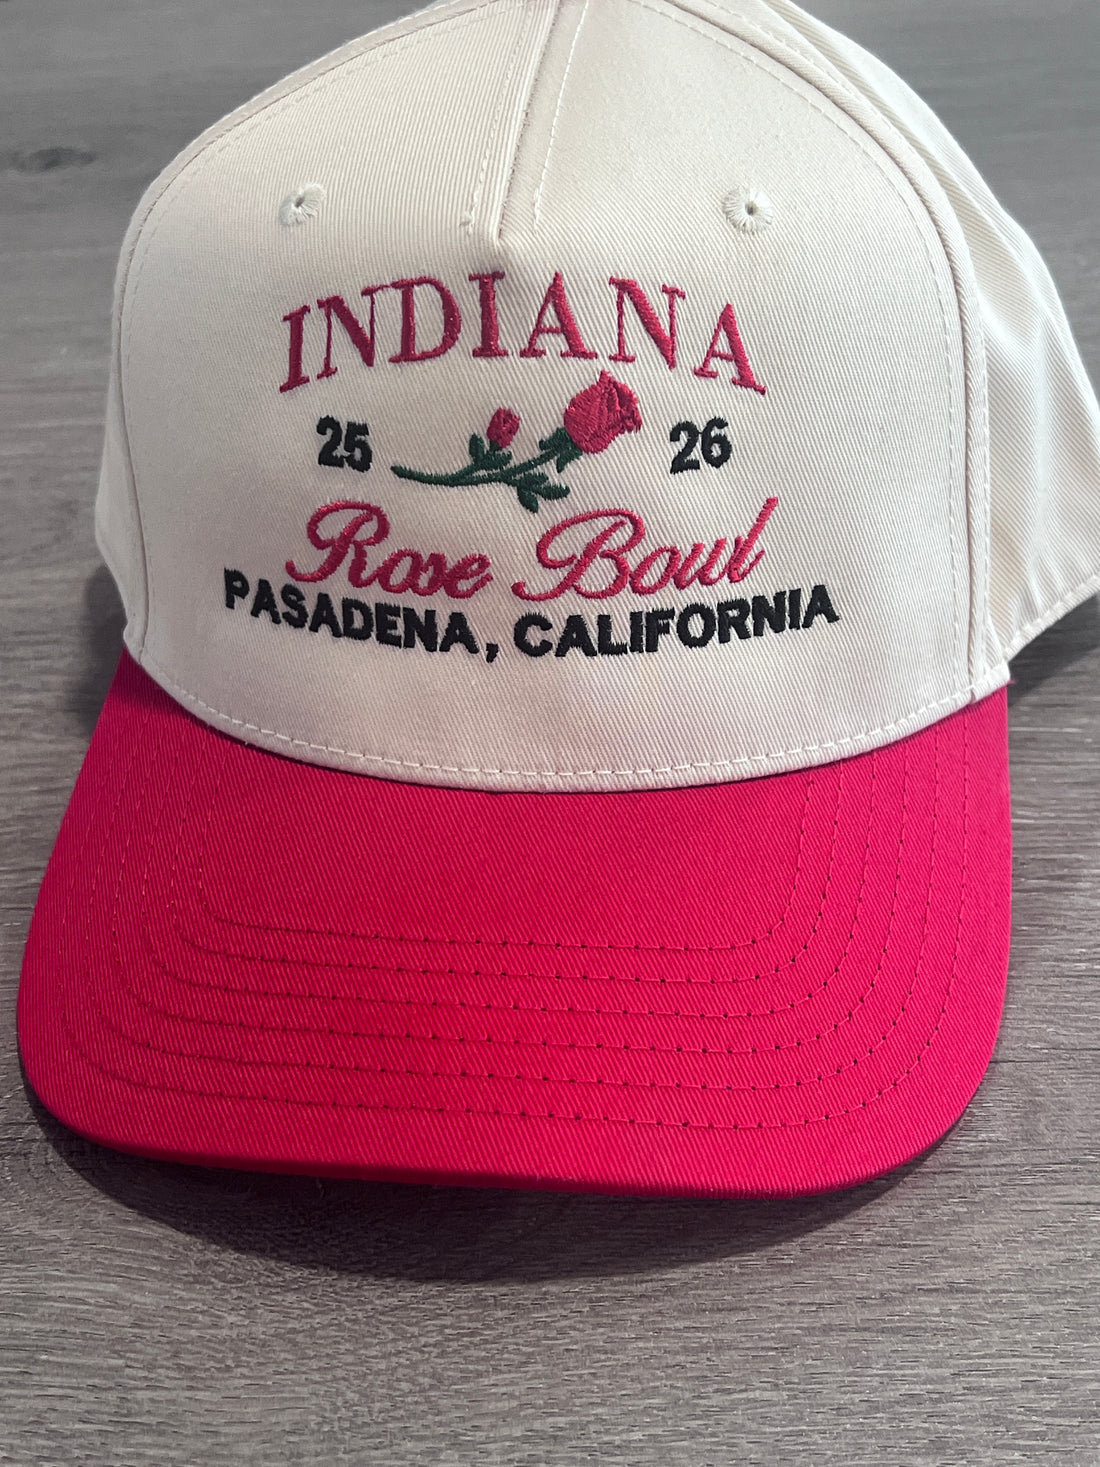 INDIANA
25 26
Rose Bowl
PASADENA, CALIFORNIA